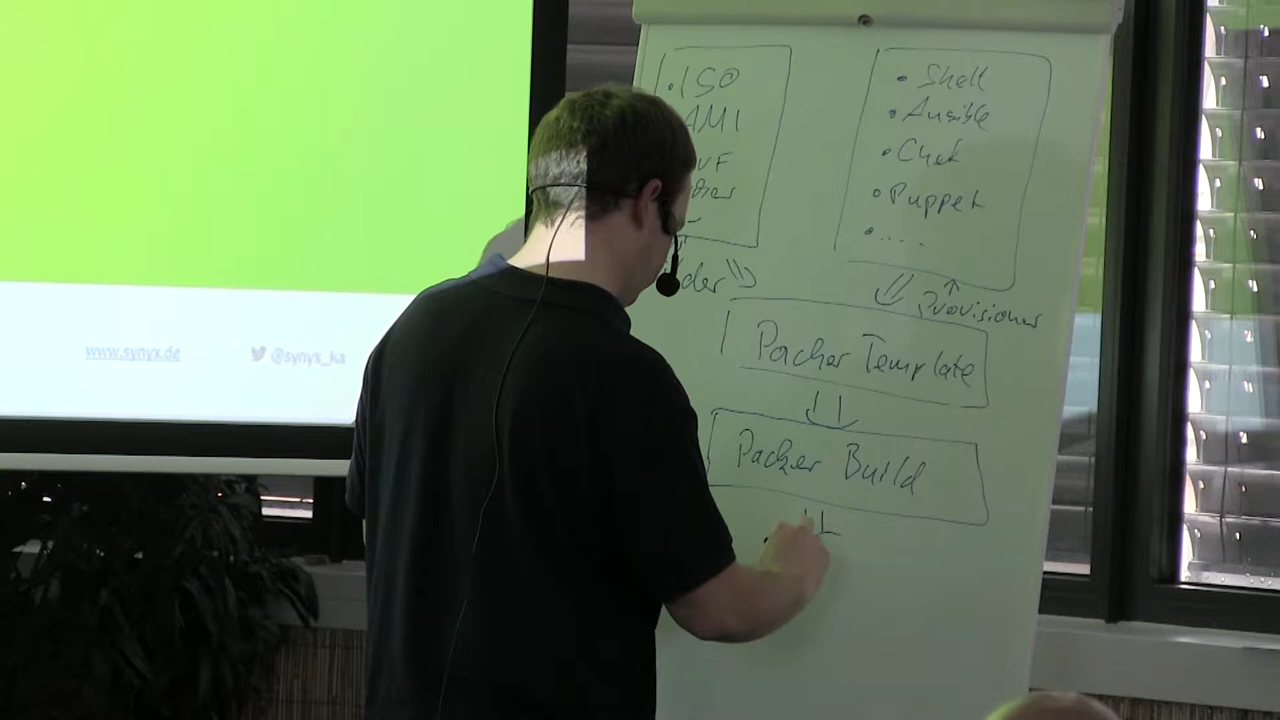 • ISO
AMI
• Shell
• Ansible
• Chef
• Puppet
• ....
Provisioner
Packer Template
Packer Build
www.synyx.de
@synyx_ka